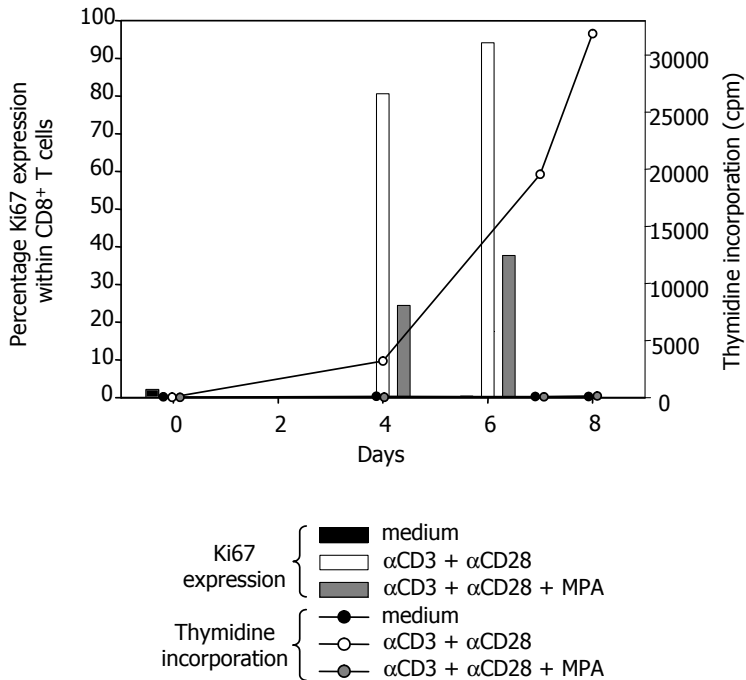 Percentage Ki67 expression
within CD8⁺ T cells
100
90
80
70
60
50
40
30
20
10
0
0
2
4
6
8
Days
30000
25000
20000
15000
10000
5000
0
Thymidine incorporation (cpm)
Ki67
expression
medium
αCD3 + αCD28
αCD3 + αCD28 + MPA
Thymidine
incorporation
medium
αCD3 + αCD28
αCD3 + αCD28 + MPA